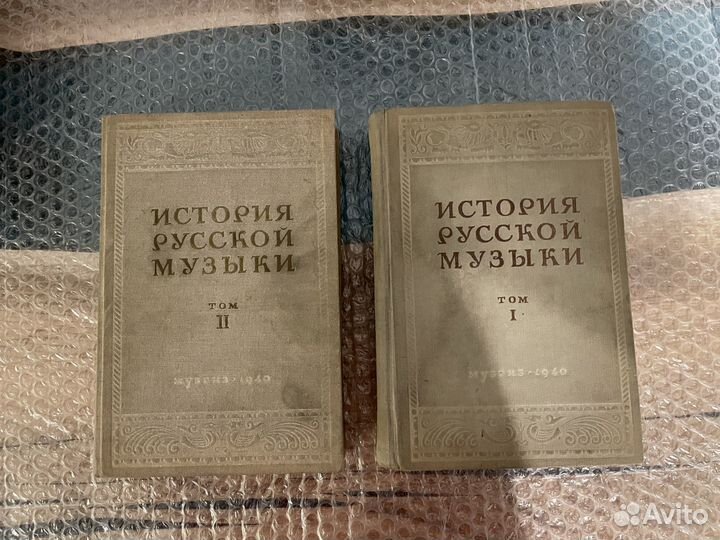 ИСТОРИЯ
РУССКОЙ
МУЗЫКИ
ТОМ
II
МУЗГИЗ · 1940
ИСТОРИЯ
РУССКОЙ
МУЗЫКИ
ТОМ
I
МУЗГИЗ · 1940
Avito